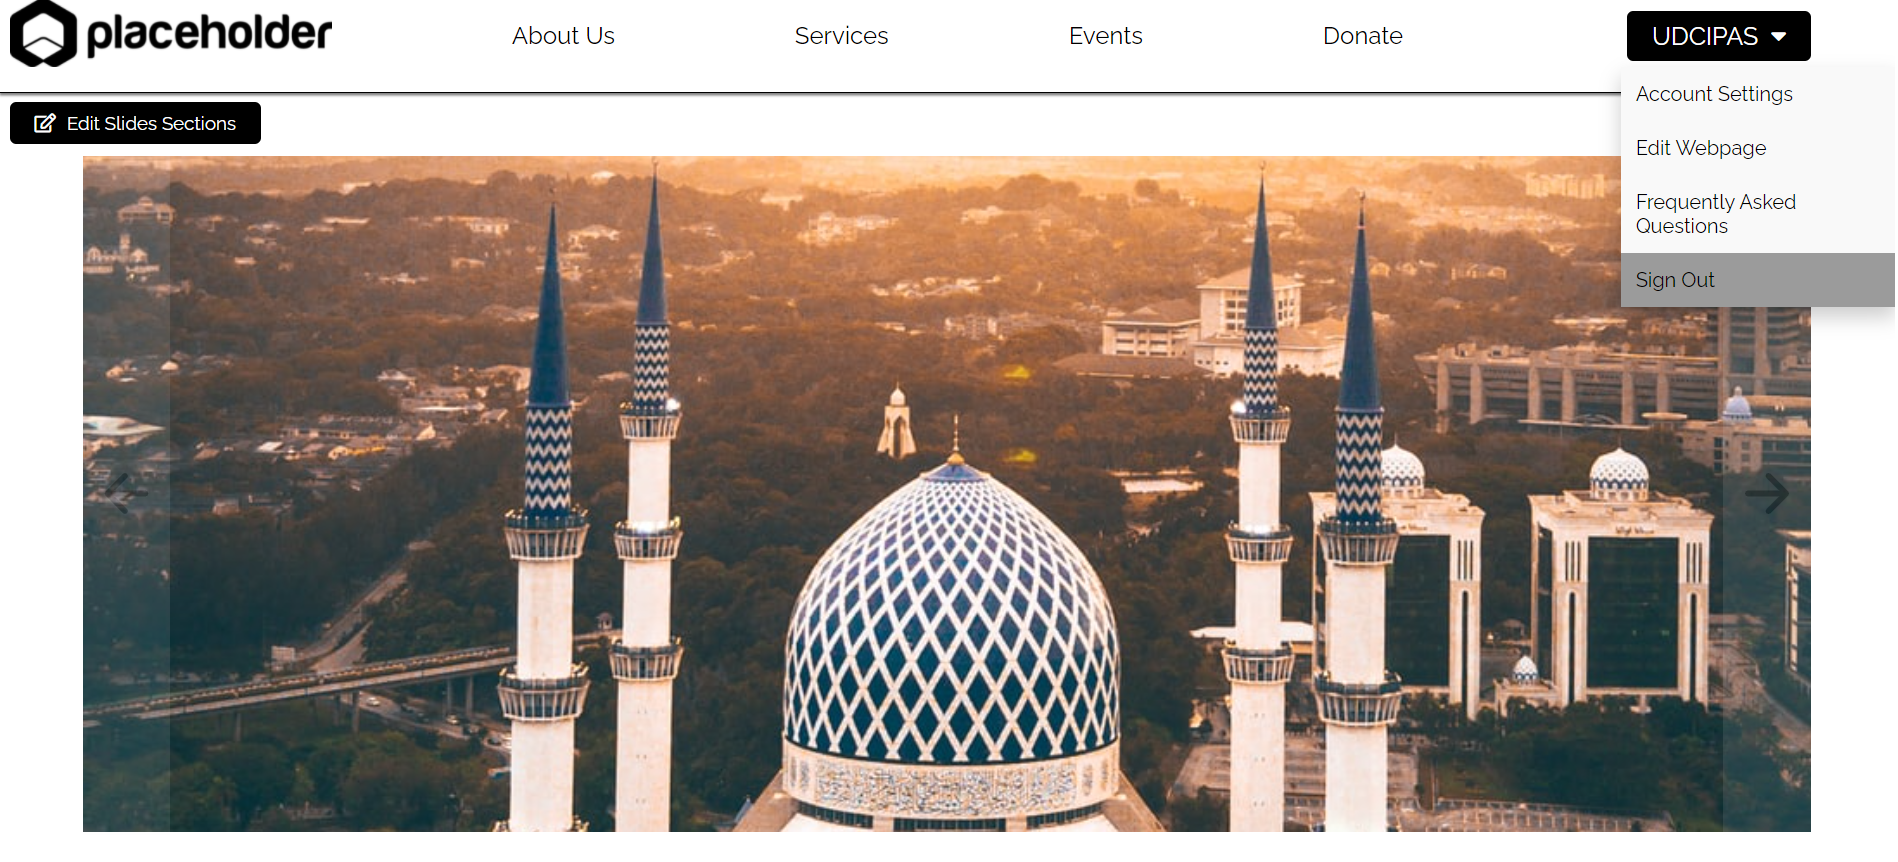 placeholder
About Us
Services
Events
Donate
UDCIPAS
Account Settings
Edit Webpage
Frequently Asked
Questions
Sign Out
Edit Slides Sections